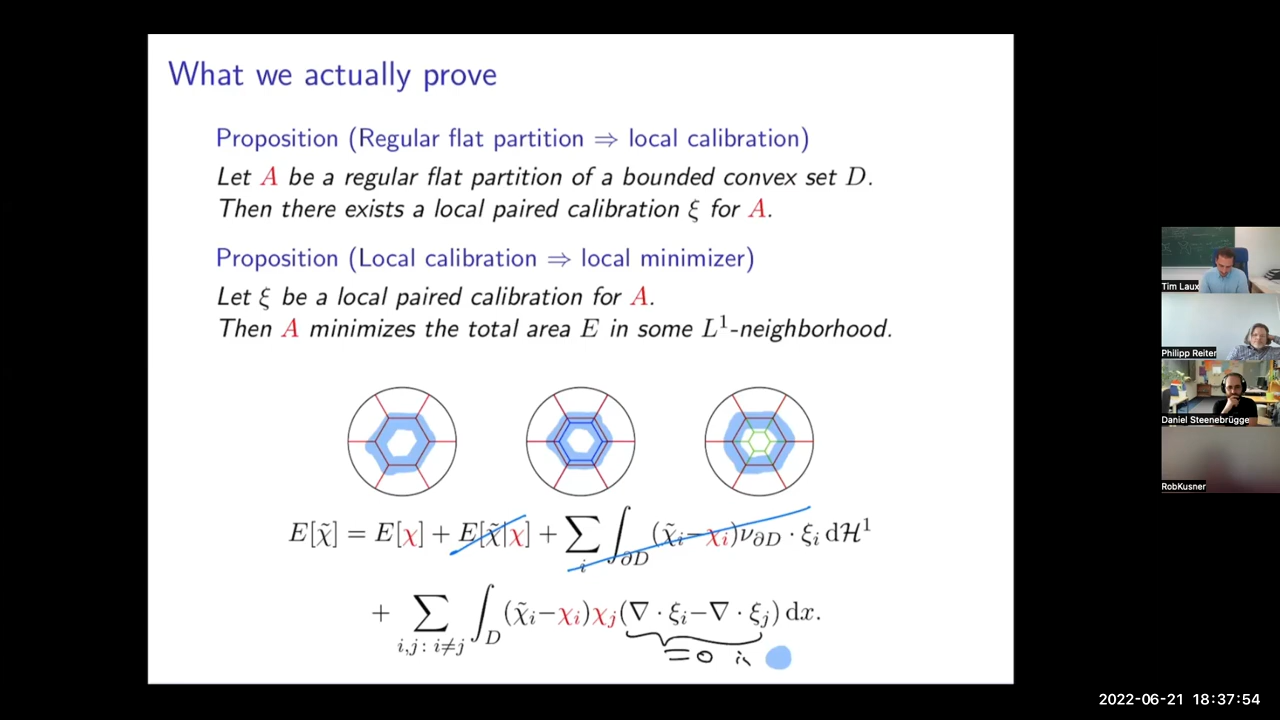 What we actually prove
Proposition (Regular flat partition ⇒ local calibration)
Let A be a regular flat partition of a bounded convex set D.
Then there exists a local paired calibration ξ for A.
Proposition (Local calibration ⇒ local minimizer)
Let ξ be a local paired calibration for A.
Then A minimizes the total area E in some L¹-neighborhood.
E[χ̃] = E[χ] + E[χ̃|χ] + ∑_i ∫_∂D (χ̃_i−χ_i)ν_∂D · ξ_i dℋ¹
+ ∑_{i,j: i≠j} ∫_D (χ̃_i−χ_i)χ_j(∇ · ξ_i−∇ · ξ_j) dx.
=0 in
Tim Laux
Philipp Reiter
Daniel Steenebrügge
RobKusner
2022-06-21 18:37:54